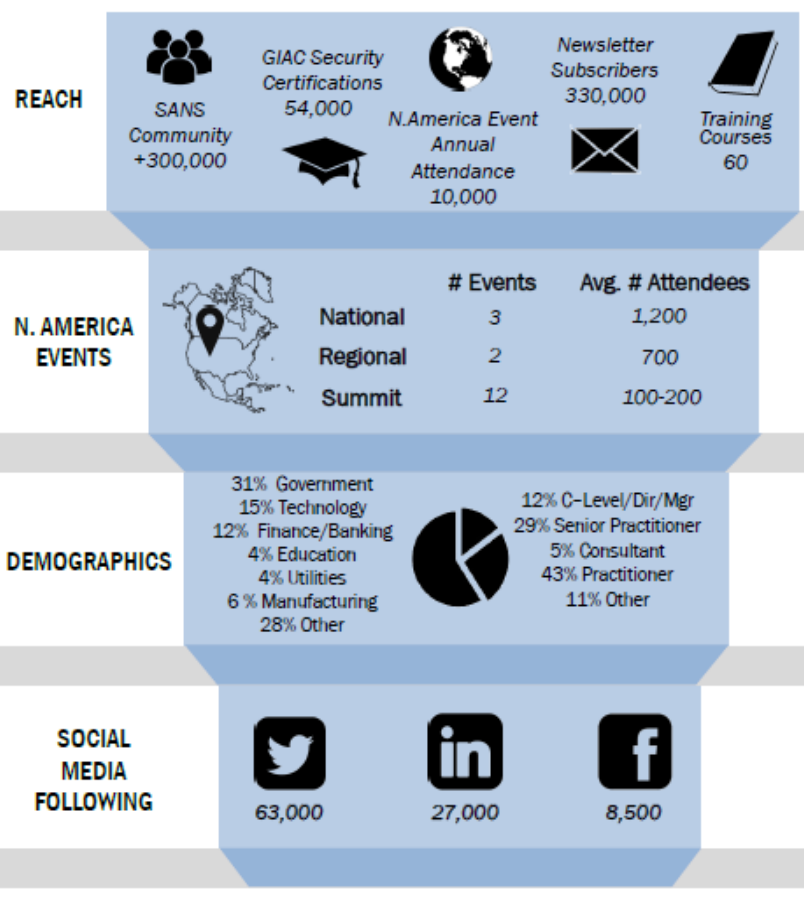 REACH
SANS
Community
+300,000
GIAC Security
Certifications
54,000
N.America Event
Annual
Attendance
10,000
Newsletter
Subscribers
330,000
Training
Courses
60
N. AMERICA
EVENTS
# Events Avg. # Attendees
National 3 1,200
Regional 2 700
Summit 12 100-200
DEMOGRAPHICS
31% Government
15% Technology
12% Finance/Banking
4% Education
4% Utilities
6 % Manufacturing
28% Other
12% C-Level/Dir/Mgr
29% Senior Practitioner
5% Consultant
43% Practitioner
11% Other
SOCIAL
MEDIA
FOLLOWING
in
f
63,000
27,000
8,500